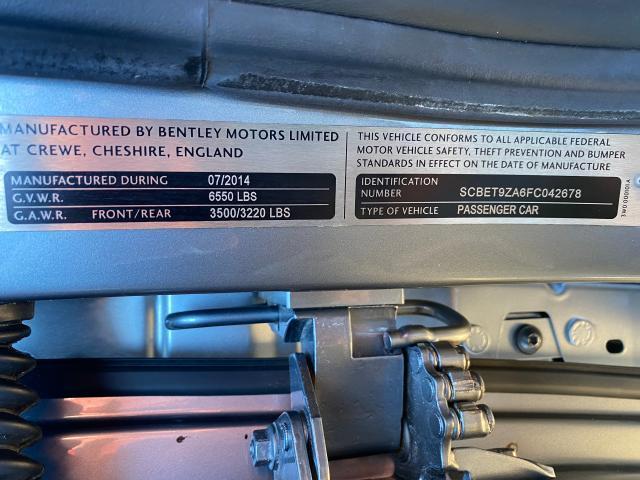 MANUFACTURED BY BENTLEY MOTORS LIMITED
AT CREWE, CHESHIRE, ENGLAND
MANUFACTURED DURING 07/2014
G.V.W.R. 6550 LBS
G.A.W.R. FRONT/REAR 3500/3220 LBS
THIS VEHICLE CONFORMS TO ALL APPLICABLE FEDERAL
MOTOR VEHICLE SAFETY, THEFT PREVENTION AND BUMPER
STANDARDS IN EFFECT ON THE DATE OF MANUFACTURE
IDENTIFICATION
NUMBER SCBET9ZA6FC042678
TYPE OF VEHICLE PASSENGER CAR